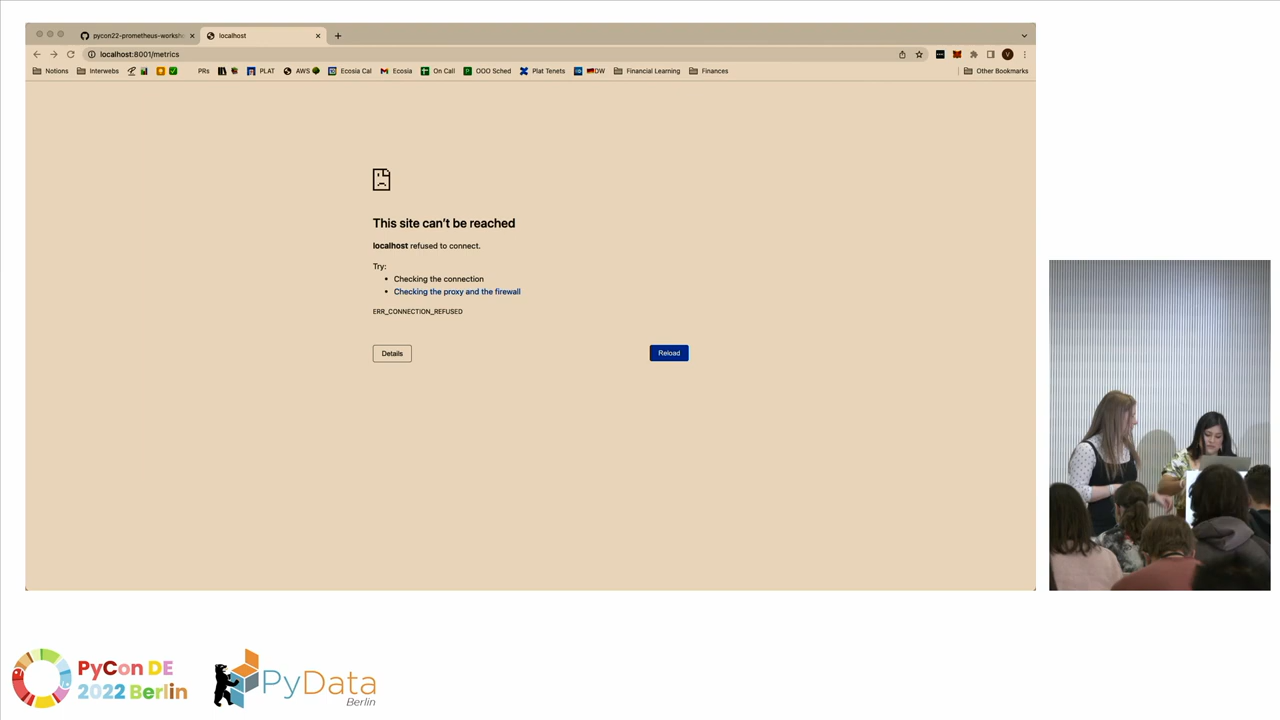 pycon22-prometheus-worksh
localhost
localhost:8001/metrics
Notions
Interwebs
PRs
PLAT
AWS
Ecosia Cal
Ecosia
On Call
OOO Sched
Plat Tenets
DW
Financial Learning
Finances
Other Bookmarks
This site can't be reached
localhost refused to connect.
Try:
• Checking the connection
• Checking the proxy and the firewall
ERR_CONNECTION_REFUSED
Details
Reload
PyCon DE
2022 Berlin
PyData
Berlin